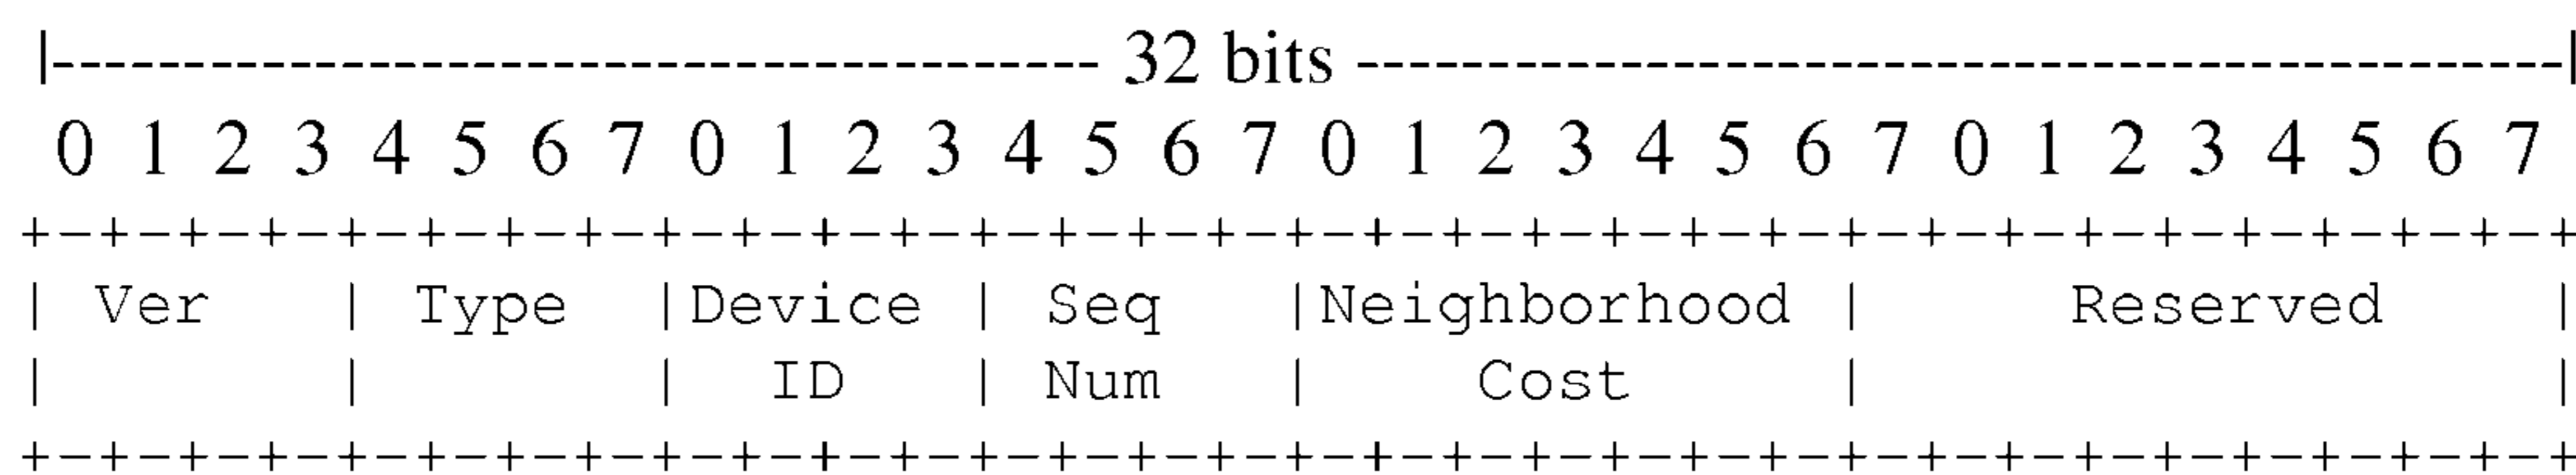 |---------------------------------------- 32 bits ----------------------------------------------|
0 1 2 3 4 5 6 7 0 1 2 3 4 5 6 7 0 1 2 3 4 5 6 7 0 1 2 3 4 5 6 7
+-+-+-+-+-+-+-+-+-+-+-+-+-+-+-+-+-+-+-+-+-+-+-+-+-+-+-+-+-+-+-+-+
| Ver   | Type  |Device | Seq   |Neighborhood |     Reserved    |
|       |       |  ID   | Num   |    Cost     |                 |
+-+-+-+-+-+-+-+-+-+-+-+-+-+-+-+-+-+-+-+-+-+-+-+-+-+-+-+-+-+-+-+-+